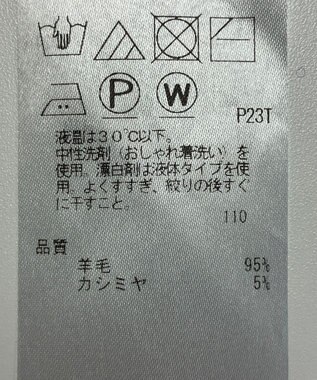 P W
P23T
液温は30℃以下。
中性洗剤（おしゃれ着洗い）を
使用。漂白剤は液体タイプを使
用。よくすすぎ、絞りの後すぐ
に干すこと。
110
品質
羊毛 95%
カシミヤ 5%